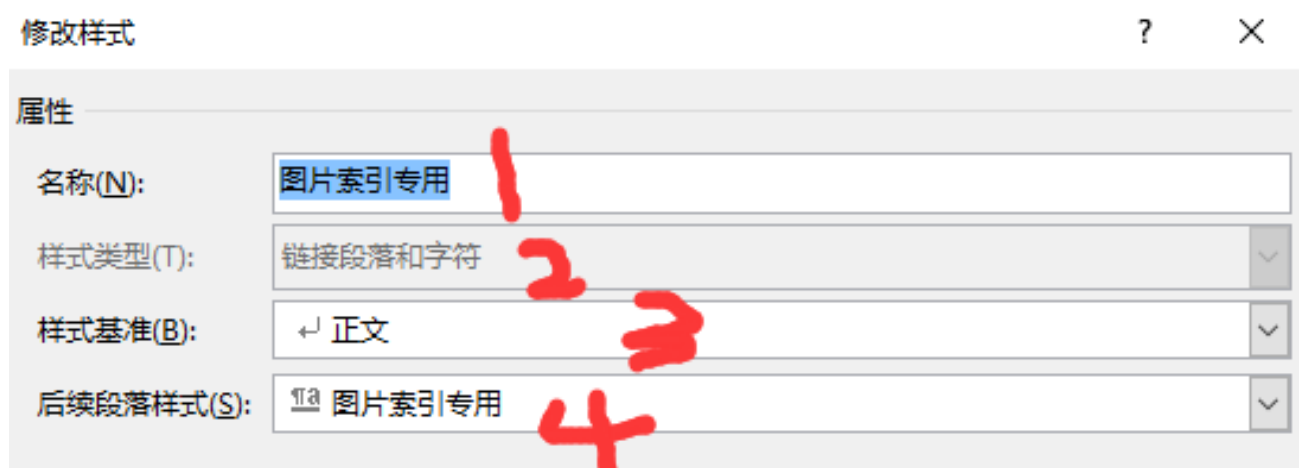 修改样式 ?
属性
名称(N): 图片索引专用 1
样式类型(T): 链接段落和字符 2
样式基准(B): 正文 3
后续段落样式(S): ¶a 图片索引专用 4